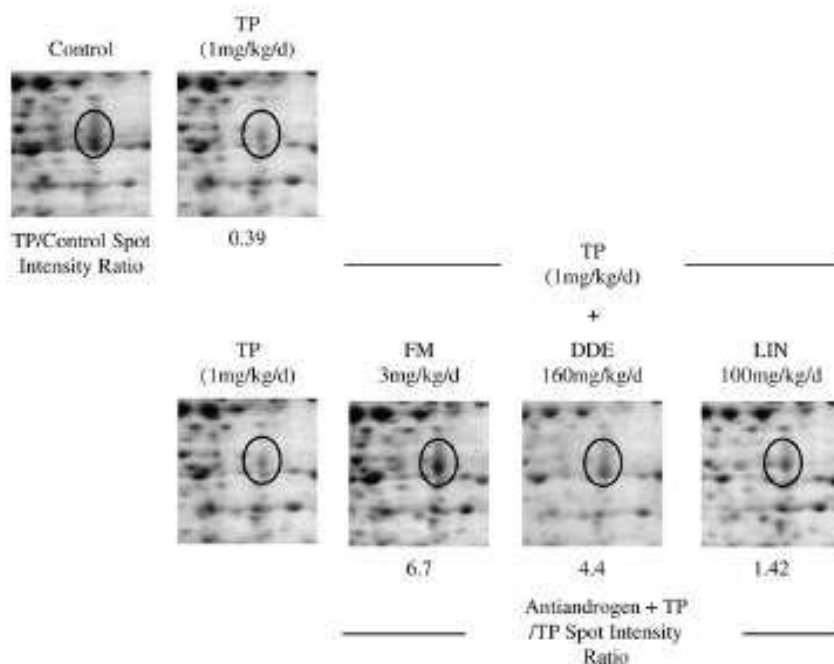 Control
TP
(1mg/kg/d)
TP/Control Spot
Intensity Ratio
0.39
TP
(1mg/kg/d)
+
TP
(1mg/kg/d)
FM
3mg/kg/d
DDE
160mg/kg/d
LIN
100mg/kg/d
6.7
4.4
1.42
Antiandrogen + TP
/TP Spot Intensity
Ratio